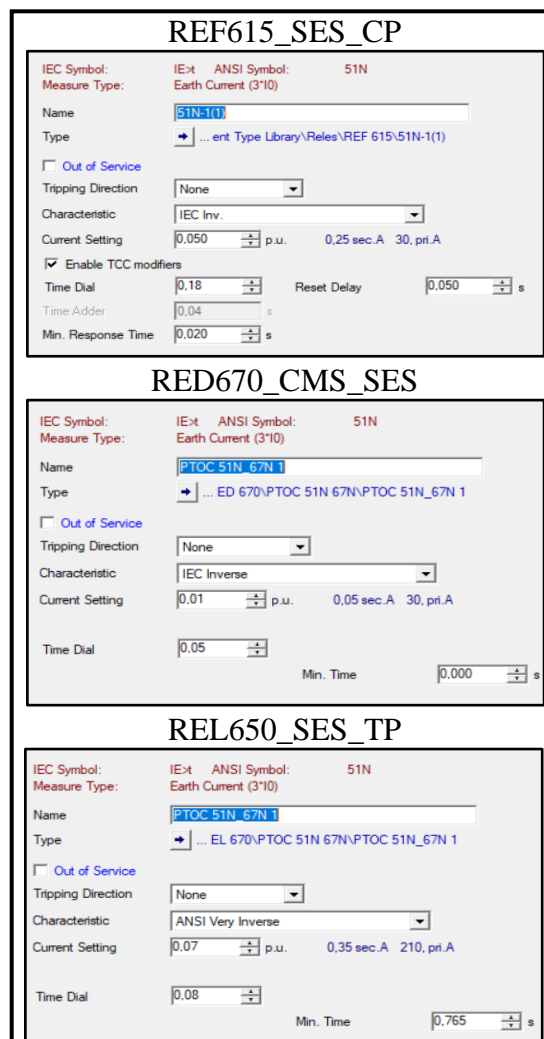 REF615_SES_CP
IEC Symbol: IE>t ANSI Symbol: 51N
Measure Type: Earth Current (3*I0)
Name 51N-1(1)
Type ... ent Type Library\Reles\REF 615\51N-1(1)
Out of Service
Tripping Direction None
Characteristic IEC Inv.
Current Setting 0,050 p.u. 0,25 sec.A 30, pri.A
Enable TCC modifiers
Time Dial 0,18 Reset Delay 0,050 s
Time Adder 0,04 s
Min. Response Time 0,020 s
RED670_CMS_SES
IEC Symbol: IE>t ANSI Symbol: 51N
Measure Type: Earth Current (3*I0)
Name PTOC 51N_67N 1
Type ... ED 670\PTOC 51N 67N\PTOC 51N_67N 1
Out of Service
Tripping Direction None
Characteristic IEC Inverse
Current Setting 0,01 p.u. 0,05 sec.A 30, pri.A
Time Dial 0,05
Min. Time 0,000 s
REL650_SES_TP
IEC Symbol: IE>t ANSI Symbol: 51N
Measure Type: Earth Current (3*I0)
Name PTOC 51N_67N 1
Type ... EL 670\PTOC 51N 67N\PTOC 51N_67N 1
Out of Service
Tripping Direction None
Characteristic ANSI Very Inverse
Current Setting 0,07 p.u. 0,35 sec.A 210, pri.A
Time Dial 0,08
Min. Time 0,765 s